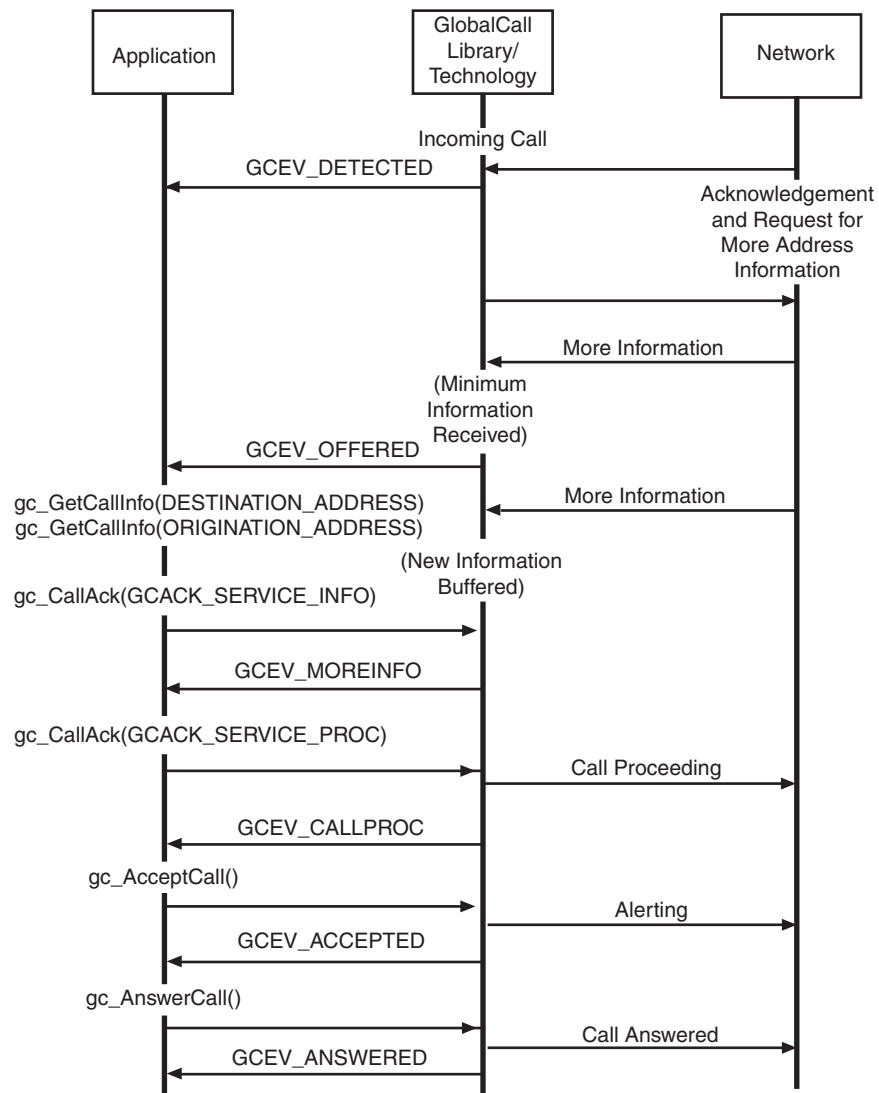 Application
GlobalCall
Library/
Technology
Network
Incoming Call
GCEV_DETECTED
Acknowledgement
and Request for
More Address
Information
More Information
(Minimum
Information
Received)
GCEV_OFFERED
gc_GetCallInfo(DESTINATION_ADDRESS)
gc_GetCallInfo(ORIGINATION_ADDRESS)
More Information
(New Information
Buffered)
gc_CallAck(GCACK_SERVICE_INFO)
GCEV_MOREINFO
gc_CallAck(GCACK_SERVICE_PROC)
Call Proceeding
GCEV_CALLPROC
gc_AcceptCall()
Alerting
GCEV_ACCEPTED
gc_AnswerCall()
Call Answered
GCEV_ANSWERED